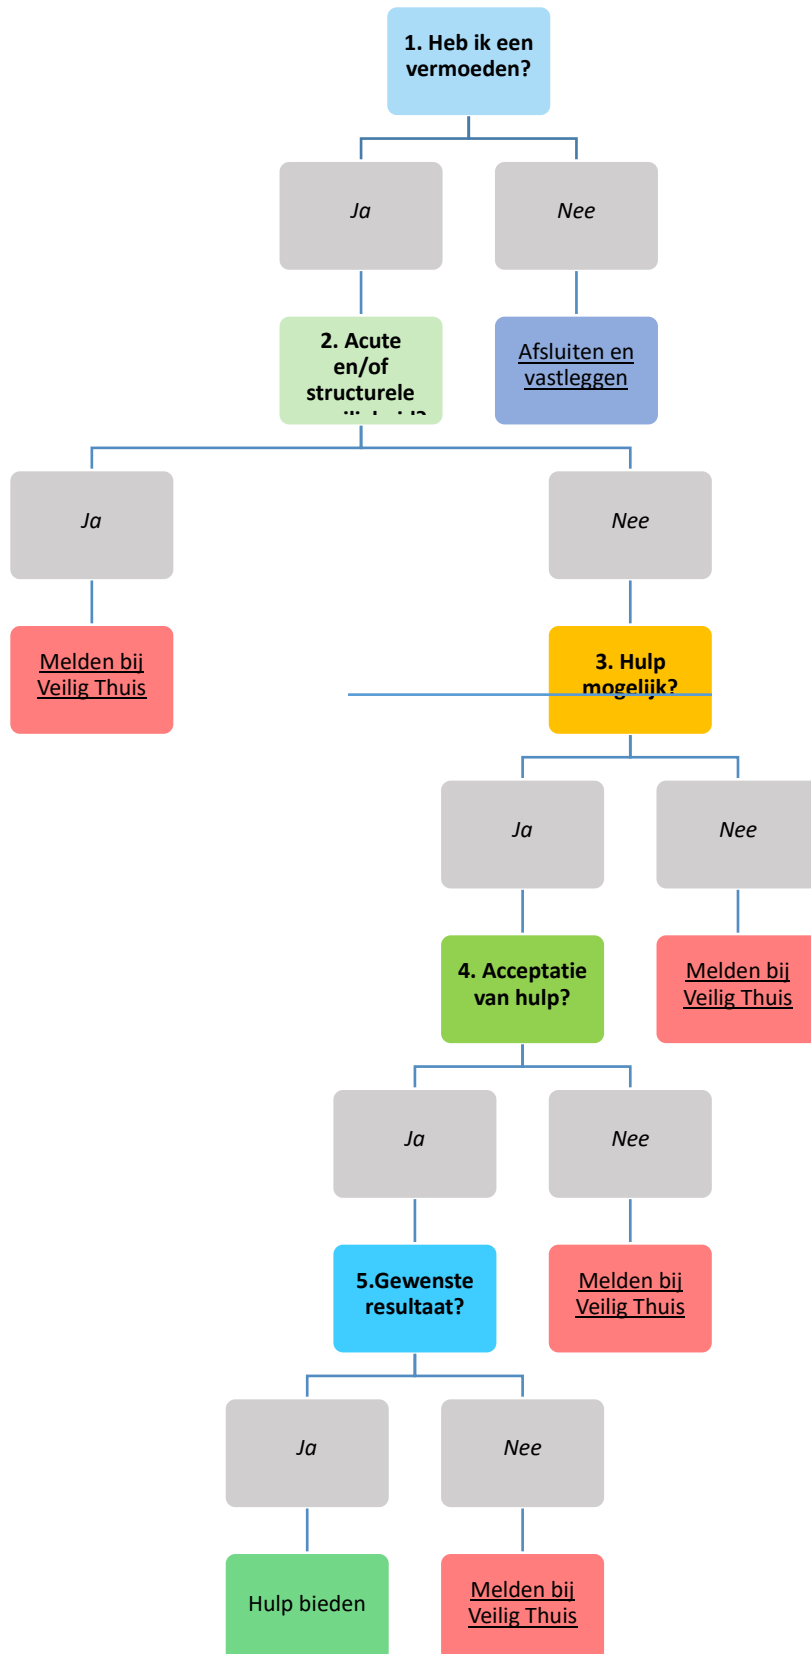 1. Heb ik een
vermoeden?
Ja
Nee
2. Acute
en/of
structurele
Afsluiten en
vastleggen
Ja
Nee
Melden bij
Veilig Thuis
3. Hulp
mogelijk?
Ja
Nee
4. Acceptatie
van hulp?
Melden bij
Veilig Thuis
Ja
Nee
5.Gewenste
resultaat?
Melden bij
Veilig Thuis
Ja
Nee
Hulp bieden
Melden bij
Veilig Thuis